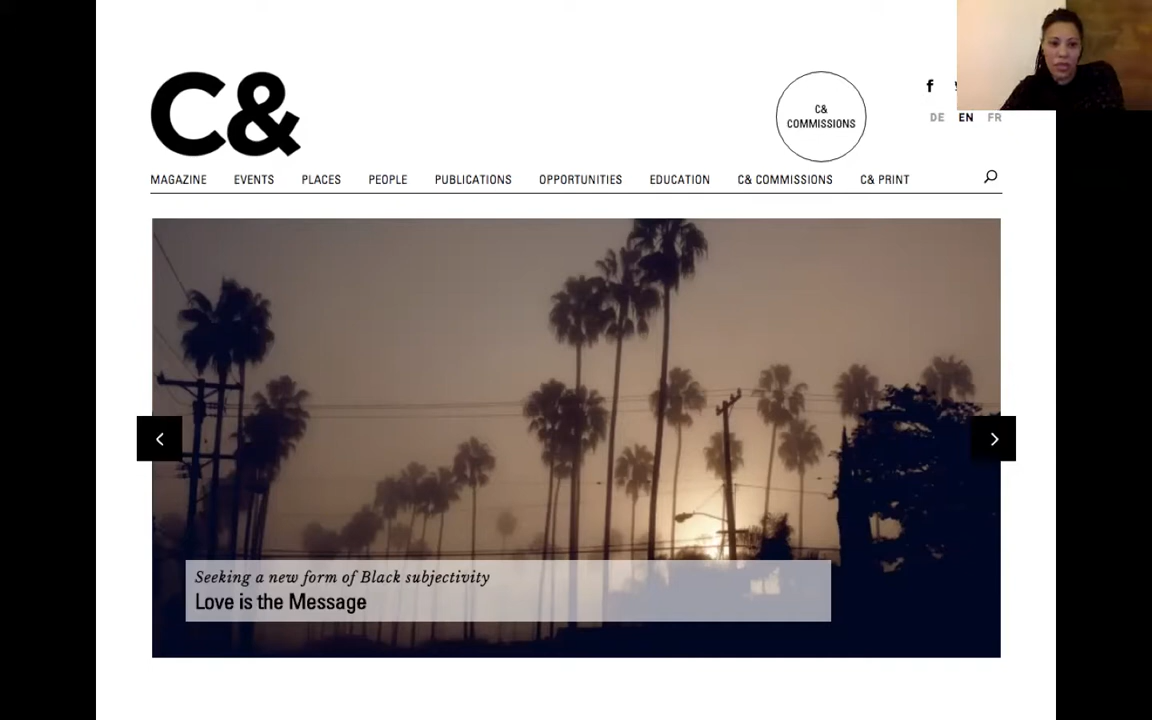 C&
C&
COMMISSIONS
f
DE EN FR
MAGAZINE EVENTS PLACES PEOPLE PUBLICATIONS OPPORTUNITIES EDUCATION C& COMMISSIONS C& PRINT
Seeking a new form of Black subjectivity
Love is the Message